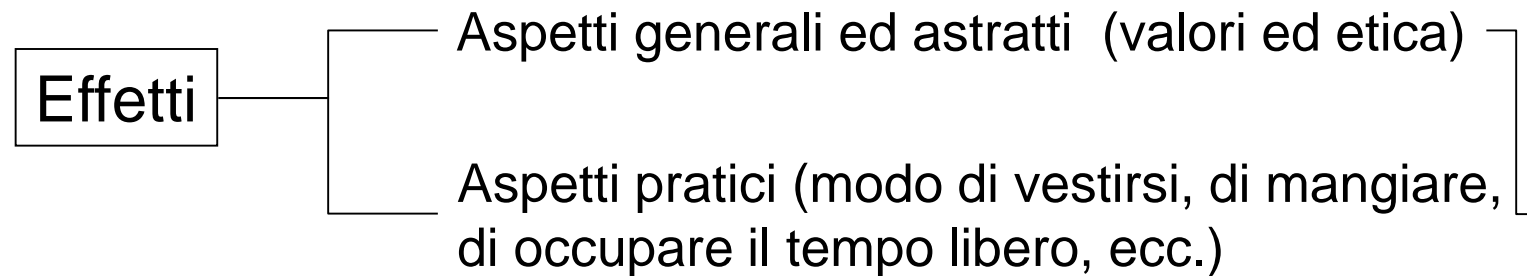 Aspetti generali ed astratti (valori ed etica)
Effetti
Aspetti pratici (modo di vestirsi, di mangiare,
di occupare il tempo libero, ecc.)